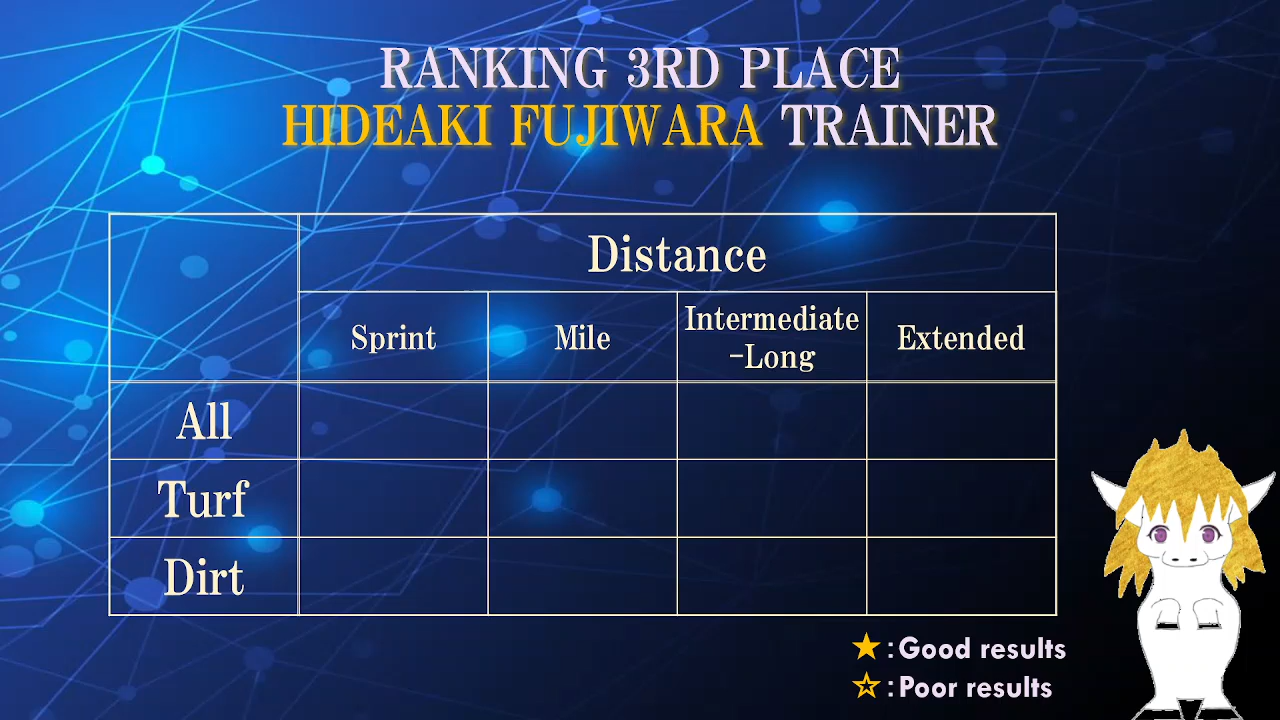 RANKING 3RD PLACE
HIDEAKI FUJIWARA TRAINER
Distance
Sprint
Mile
Intermediate
-Long
Extended
All
Turf
Dirt
★:Good results
☆:Poor results